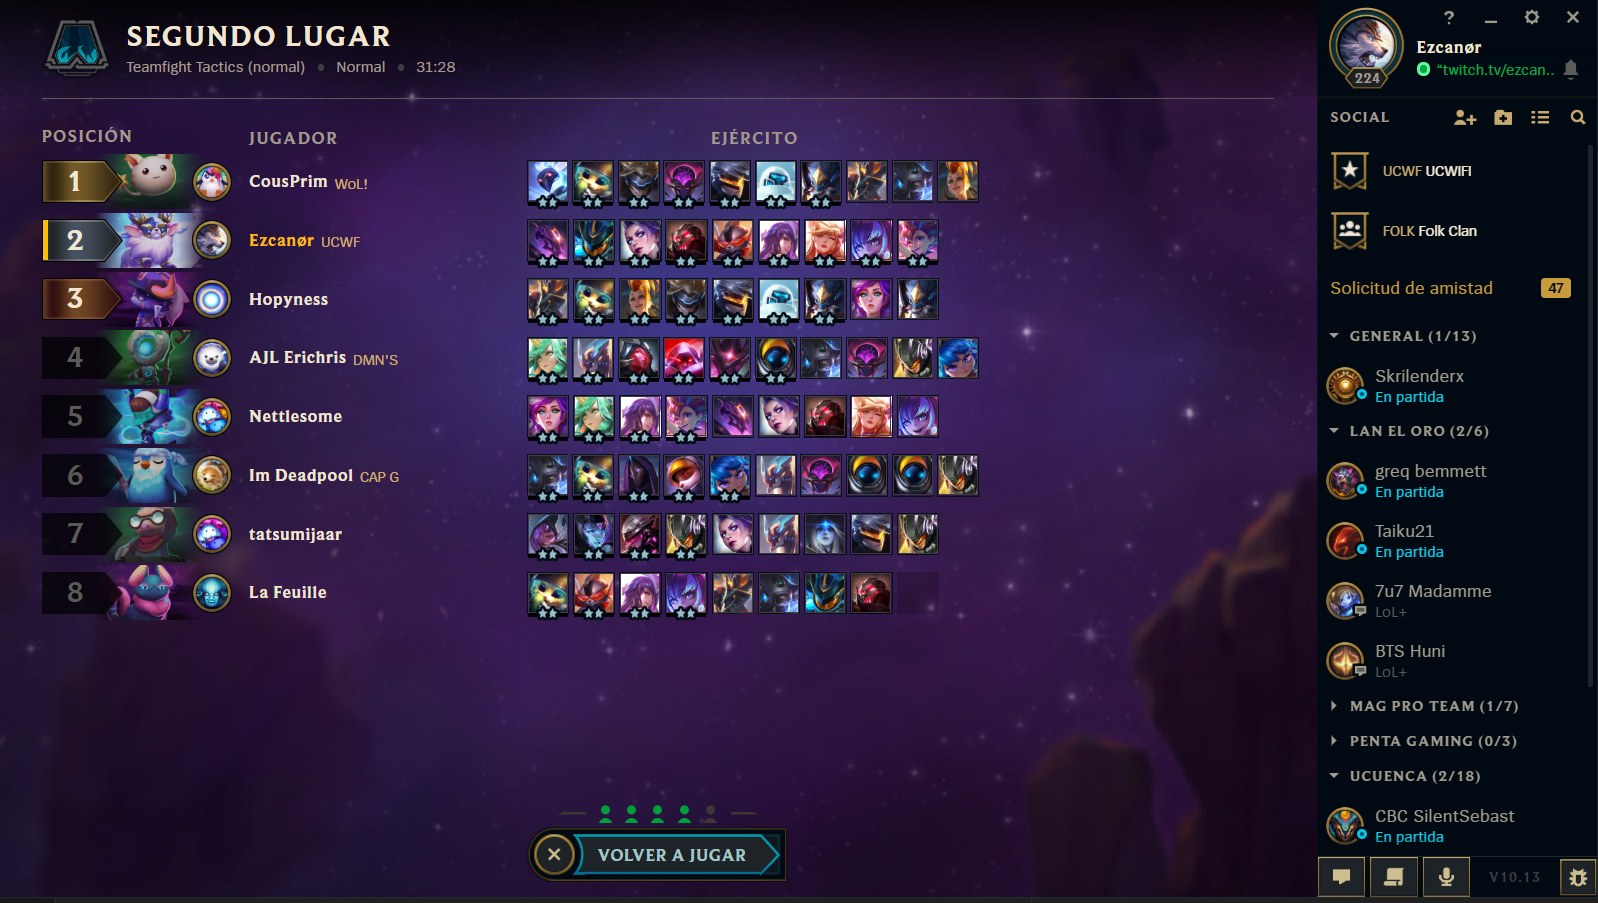 SEGUNDO LUGAR
Teamfight Tactics (normal) • Normal • 31:28
POSICIÓN JUGADOR EJÉRCITO
1 CousPrim WoL!
2 Ezcanør UCWF
3 Hopyness
4 AJL Erichris DMN'S
5 Nettlesome
6 Im Deadpool CAP G
7 tatsumijaar
8 La Feuille
VOLVER A JUGAR
?
Ezcanør
"twitch.tv/ezcan..
224
SOCIAL
UCWF UCWIFI
FOLK Folk Clan
Solicitud de amistad 47
GENERAL (1/13)
Skrilenderx
En partida
LAN EL ORO (2/6)
greq bemmett
En partida
Taiku21
En partida
7u7 Madamme
LoL+
BTS Huni
LoL+
MAG PRO TEAM (1/7)
PENTA GAMING (0/3)
UCUENCA (2/18)
CBC SilentSebast
En partida
V10.13